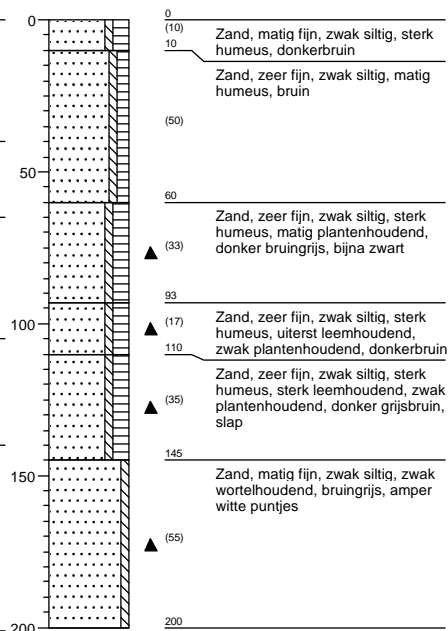 0
0
(10)
Zand, matig fijn, zwak siltig, sterk
humeus, donkerbruin
10
Zand, zeer fijn, zwak siltig, matig
humeus, bruin
(50)
50
60
Zand, zeer fijn, zwak siltig, sterk
humeus, matig plantenhoudend,
donker bruingrijs, bijna zwart
(33)
93
Zand, zeer fijn, zwak siltig, sterk
humeus, uiterst leemhoudend,
zwak plantenhoudend, donkerbruin
(17)
100
110
Zand, zeer fijn, zwak siltig, sterk
humeus, sterk leemhoudend, zwak
plantenhoudend, donker grijsbruin,
slap
(35)
145
150
Zand, matig fijn, zwak siltig, zwak
wortelhoudend, bruingrijs, amper
witte puntjes
(55)
200
200